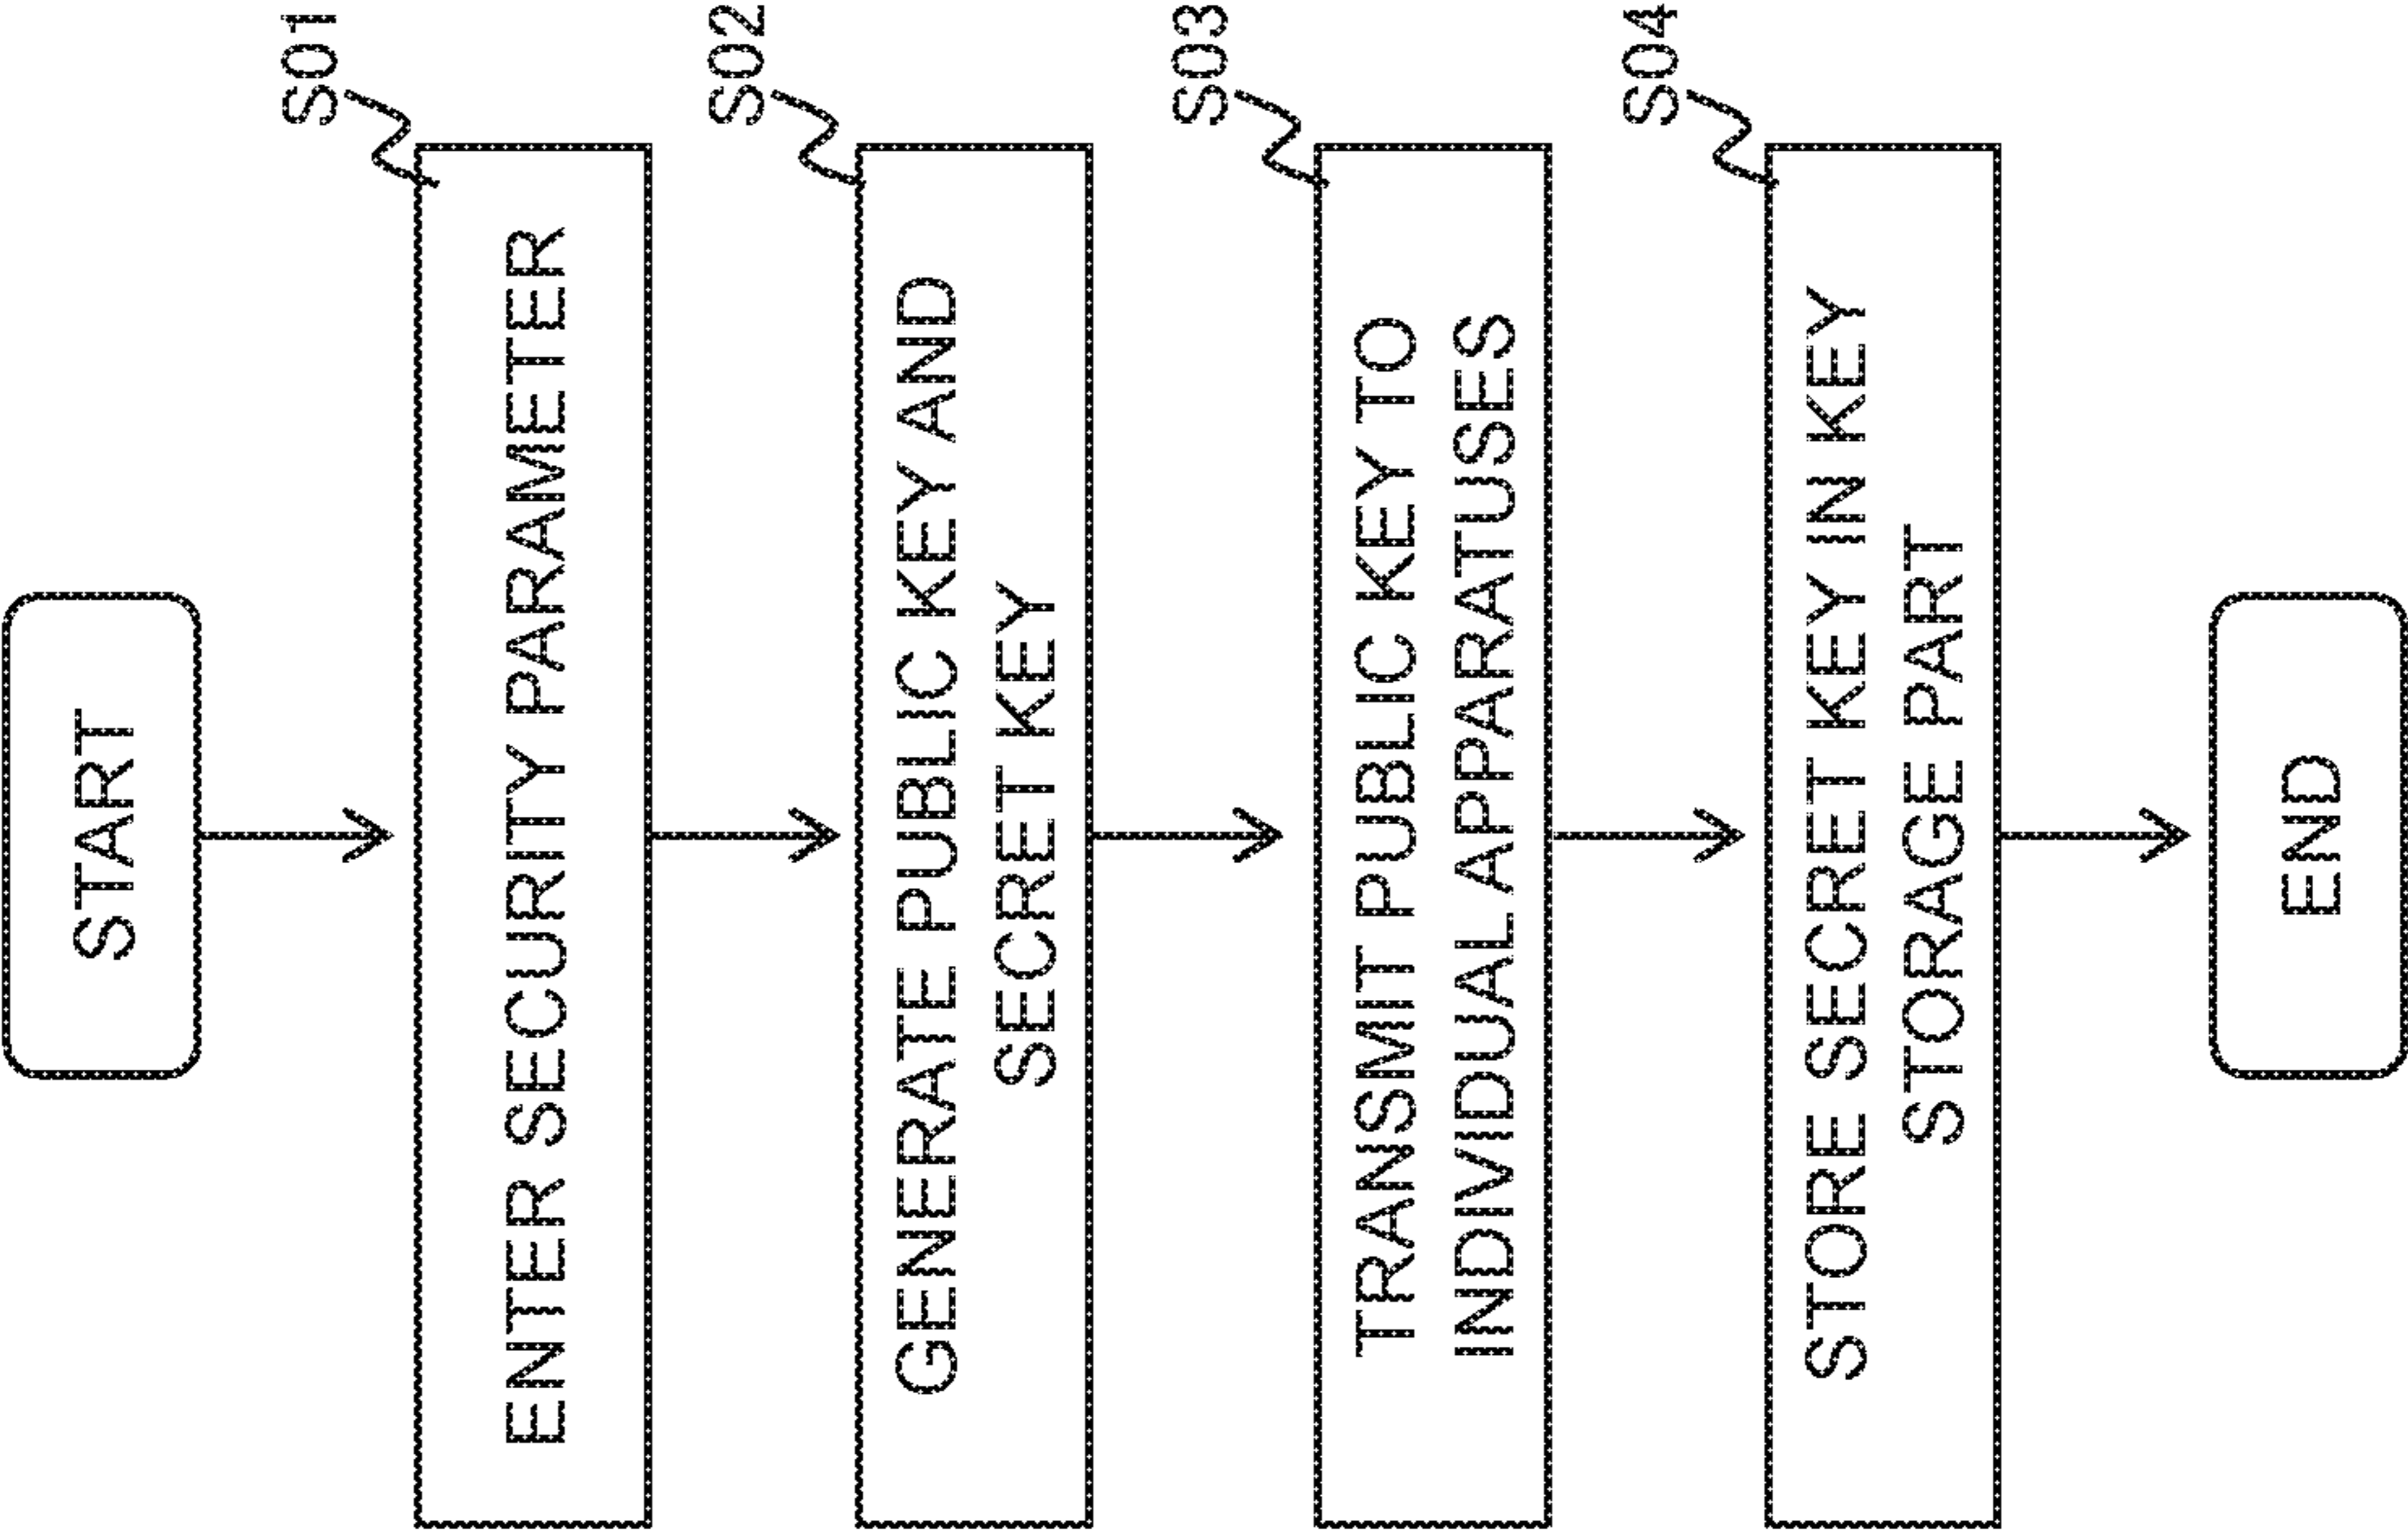 START
S01
ENTER SECURITY PARAMETER
S02
GENERATE PUBLIC KEY AND
SECRET KEY
S03
TRANSMIT PUBLIC KEY TO
INDIVIDUAL APPARATUSES
S04
STORE SECRET KEY IN KEY
STORAGE PART
END